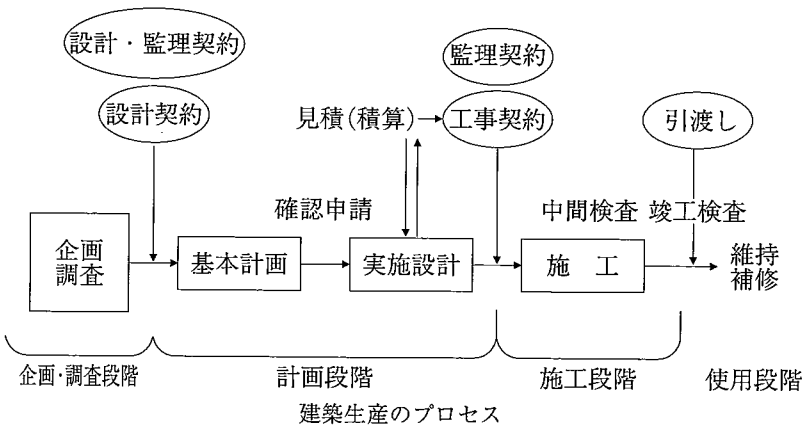 設計・監理契約
監理契約
設計契約
見積(積算)
工事契約
引渡し
確認申請
中間検査
竣工検査
企画
調査
基本計画
実施設計
施 工
維持
補修
企画・調査段階
計画段階
施工段階
使用段階
建築生産のプロセス